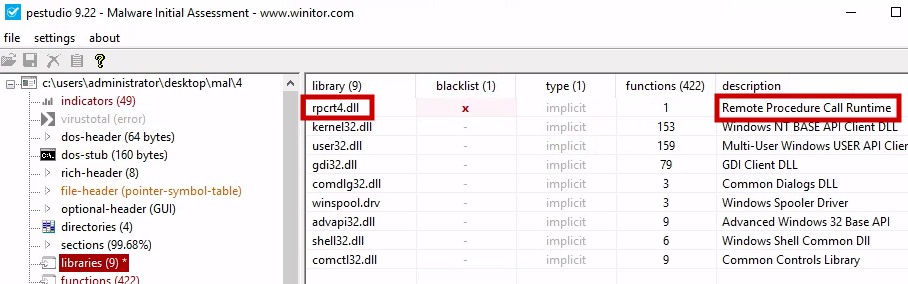 pestudio 9.22 - Malware Initial Assessment - www.winitor.com
file settings about
c:\users\administrator\desktop\mal\4
indicators (49)
virustotal (error)
dos-header (64 bytes)
dos-stub (160 bytes)
rich-header (8)
file-header (pointer-symbol-table)
optional-header (GUI)
directories (4)
sections (99.68%)
libraries (9) *
functions (422)
library (9) blacklist (1) type (1) functions (422) description
rpcrt4.dll x implicit 1 Remote Procedure Call Runtime
kernel32.dll - implicit 153 Windows NT BASE API Client DLL
user32.dll - implicit 159 Multi-User Windows USER API Clie
gdi32.dll - implicit 79 GDI Client DLL
comdlg32.dll - implicit 3 Common Dialogs DLL
winspool.drv - implicit 3 Windows Spooler Driver
advapi32.dll - implicit 9 Advanced Windows 32 Base API
shell32.dll - implicit 6 Windows Shell Common Dll
comctl32.dll - implicit 9 Common Controls Library